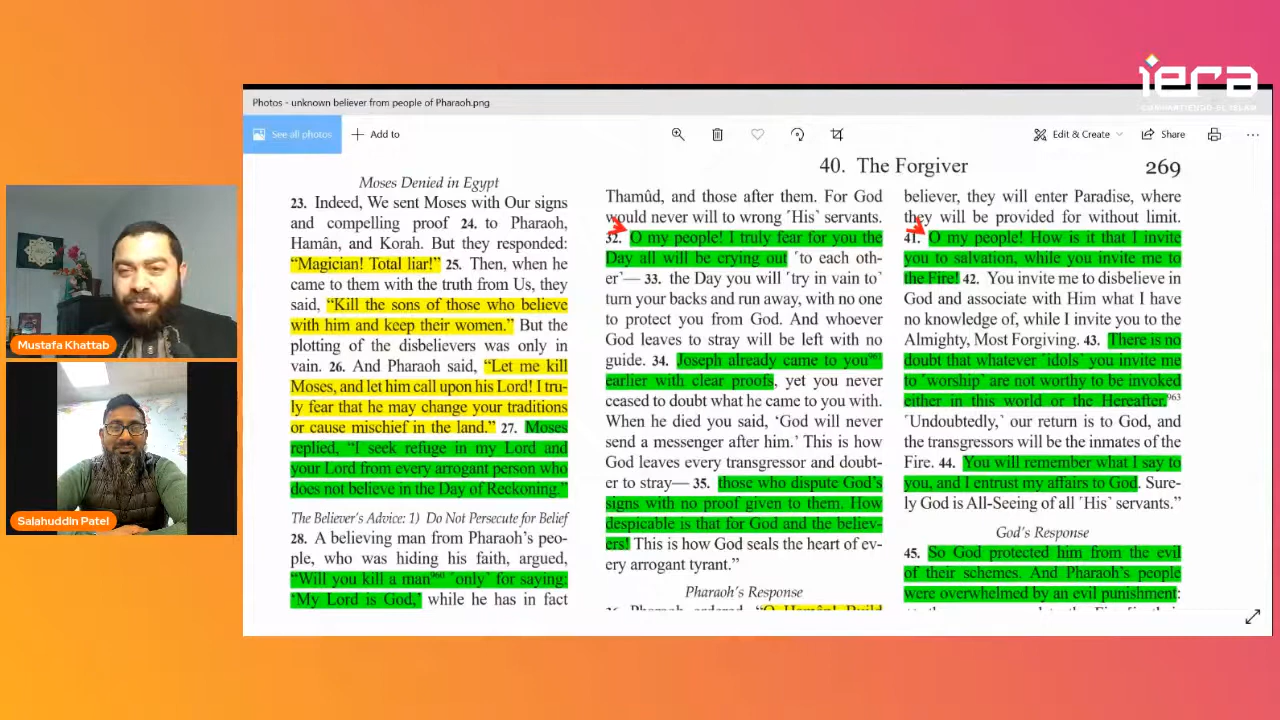 iera
COMPARTIENDO EL ISLAM
Photos - unknown believer from people of Pharaoh.png
See all photos
Add to
Edit & Create
Share
40. The Forgiver
269
Moses Denied in Egypt
23. Indeed, We sent Moses with Our signs
and compelling proof 24. to Pharaoh,
Hamân, and Korah. But they responded:
“Magician! Total liar!” 25. Then, when he
came to them with the truth from Us, they
said, “Kill the sons of those who believe
with him and keep their women.” But the
plotting of the disbelievers was only in
vain. 26. And Pharaoh said, “Let me kill
Moses, and let him call upon his Lord! I tru-
ly fear that he may change your traditions
or cause mischief in the land.” 27. Moses
replied, “I seek refuge in my Lord and
your Lord from every arrogant person who
does not believe in the Day of Reckoning.”
The Believer's Advice: 1) Do Not Persecute for Belief
28. A believing man from Pharaoh’s peo-
ple, who was hiding his faith, argued,
“Will you kill a man⁹⁶⁰ ˹only˺ for saying:
‘My Lord is God,’ while he has in fact
Thamûd, and those after them. For God
would never will to wrong ˹His˺ servants.
32. O my people! I truly fear for you the
Day all will be crying out ˹to each oth-
er˺— 33. the Day you will ˹try in vain to˺
turn your backs and run away, with no one
to protect you from God. And whoever
God leaves to stray will be left with no
guide. 34. Joseph already came to you⁹⁶¹
earlier with clear proofs, yet you never
ceased to doubt what he came to you with.
When he died you said, ‘God will never
send a messenger after him.’ This is how
God leaves every transgressor and doubt-
er to stray— 35. those who dispute God’s
signs with no proof given to them. How
despicable is that for God and the believ-
ers! This is how God seals the heart of ev-
ery arrogant tyrant.”
Pharaoh's Response
36. Pharaoh ordered, “O Hamân! Build
believer, they will enter Paradise, where
they will be provided for without limit.
41. O my people! How is it that I invite
you to salvation, while you invite me to
the Fire! 42. You invite me to disbelieve in
God and associate with Him what I have
no knowledge of, while I invite you to the
Almighty, Most Forgiving. 43. There is no
doubt that whatever ˹idols˺ you invite me
to ˹worship˺ are not worthy to be invoked
either in this world or the Hereafter.⁹⁶³
˹Undoubtedly,˺ our return is to God, and
the transgressors will be the inmates of the
Fire. 44. You will remember what I say to
you, and I entrust my affairs to God. Sure-
ly God is All-Seeing of all ˹His˺ servants.”
God's Response
45. So God protected him from the evil
of their schemes. And Pharaoh’s people
were overwhelmed by an evil punishment:
Mustafa Khattab
Salahuddin Patel